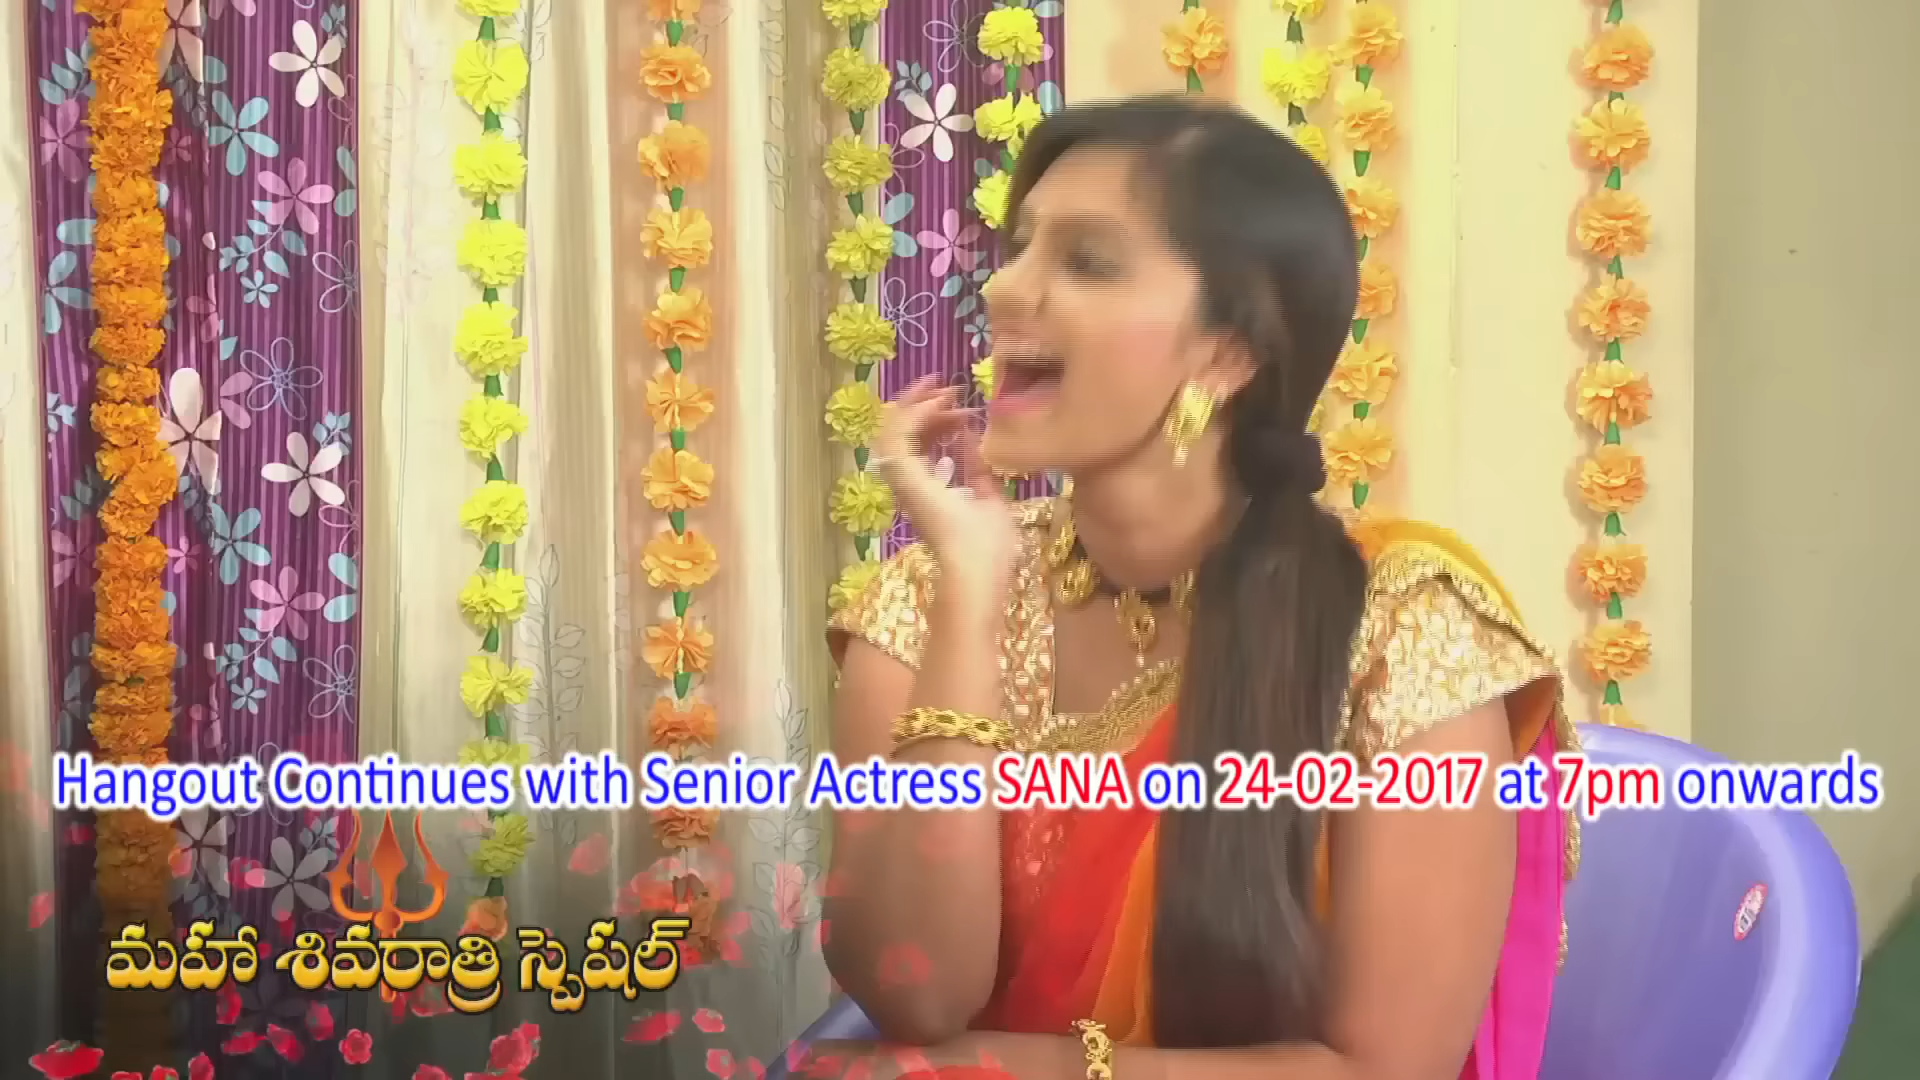 Hangout Continues with Senior Actress SANA on 24-02-2017 at 7pm onwards
మహా శివరాత్రి స్పెషల్